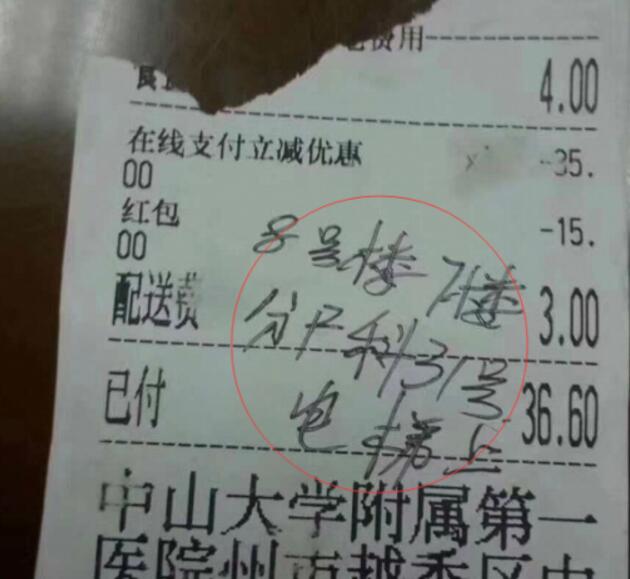 费用
4.00
在线支付立减优惠 -35.
00
红包 -15.
00
8号楼7楼
配送费 3.00
分户科31号
已付 36.60
电梯上
中山大学附属第一
医院州市越秀区中